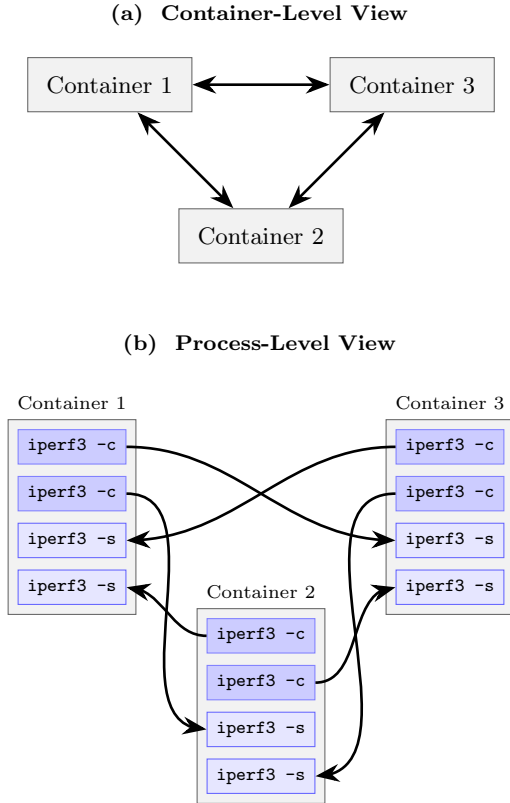 (a) Container-Level View
Container 1
Container 3
Container 2
(b) Process-Level View
Container 1
iperf3 -c
iperf3 -c
iperf3 -s
iperf3 -s
Container 3
iperf3 -c
iperf3 -c
iperf3 -s
iperf3 -s
Container 2
iperf3 -c
iperf3 -c
iperf3 -s
iperf3 -s